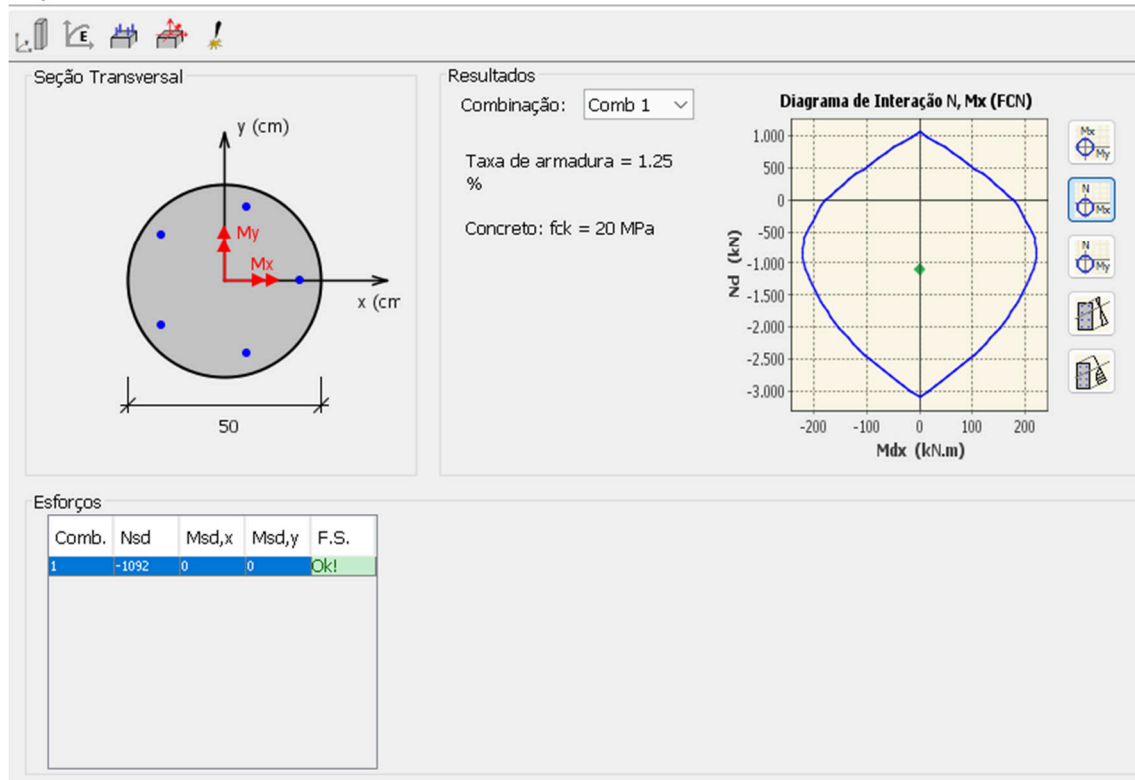 E
Seção Transversal
y (cm)
My
Mx
x (cm
50
Resultados
Combinação: Comb 1
Taxa de armadura = 1.25
%
Concreto: fck = 20 MPa
Diagrama de Interação N, Mx (FCN)
1.000
500
0
-500
-1.000
-1.500
-2.000
-2.500
-3.000
Nd (kN)
-200 -100 0 100 200
Mdx (kN.m)
Mx
My
N
Mx
N
My
Esforços
Comb. Nsd Msd,x Msd,y F.S.
1 -1092 0 0 Ok!